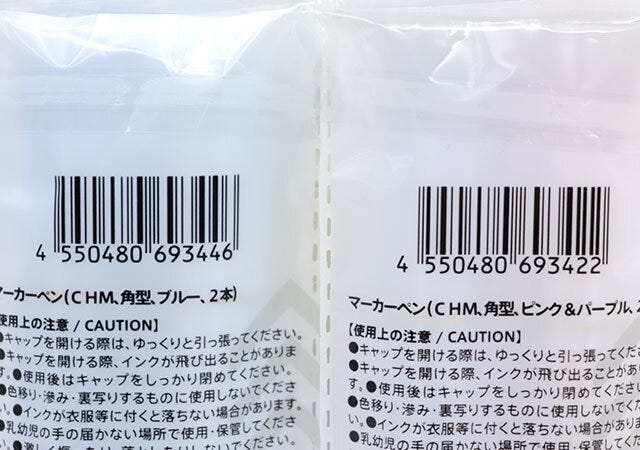 4 550480 693446
マーカーペン(CHM、角型、ブルー、2本)
使用上の注意 / CAUTION】
●キャップを開ける際は、ゆっくりと引っ張ってください。
●キャップを開ける際、インクが飛び出ることがありま
す。●使用後はキャップをしっかり閉めてください。
●色移り・滲み・裏写りするものに使用しないでくださ
い。●インクが衣服等に付くと落ちない場合があります。
●乳幼児の手の届かない場所で使用・保管してくださ
4 550480 693422
マーカーペン(CHM、角型、ピンク&パープル、2
【使用上の注意 / CAUTION】
●キャップを開ける際は、ゆっくりと引っ張ってくださ
●キャップを開ける際、インクが飛び出ることがあ
す。●使用後はキャップをしっかり閉めてくださ
●色移り・滲み・裏写りするものに使用しないで
い。●インクが衣服等に付くと落ちない場合があり
●乳幼児の手の届かない場所で使用・保管して